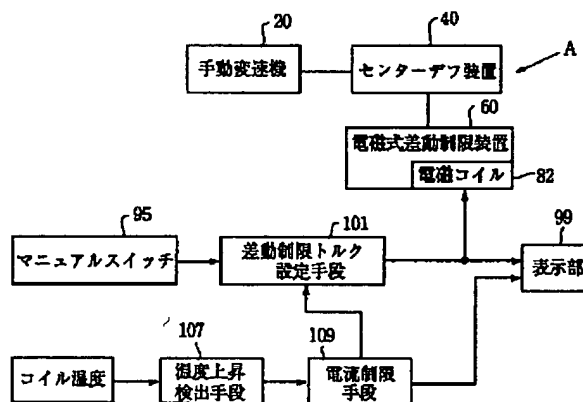 20
40
A
手動変速機
センターデフ装置
60
電磁式差動制限装置
電磁コイル
82
95
101
99
マニュアルスイッチ
差動制限トルク
設定手段
表示部
107
109
コイル温度
温度上昇
検出手段
電流制限
手段